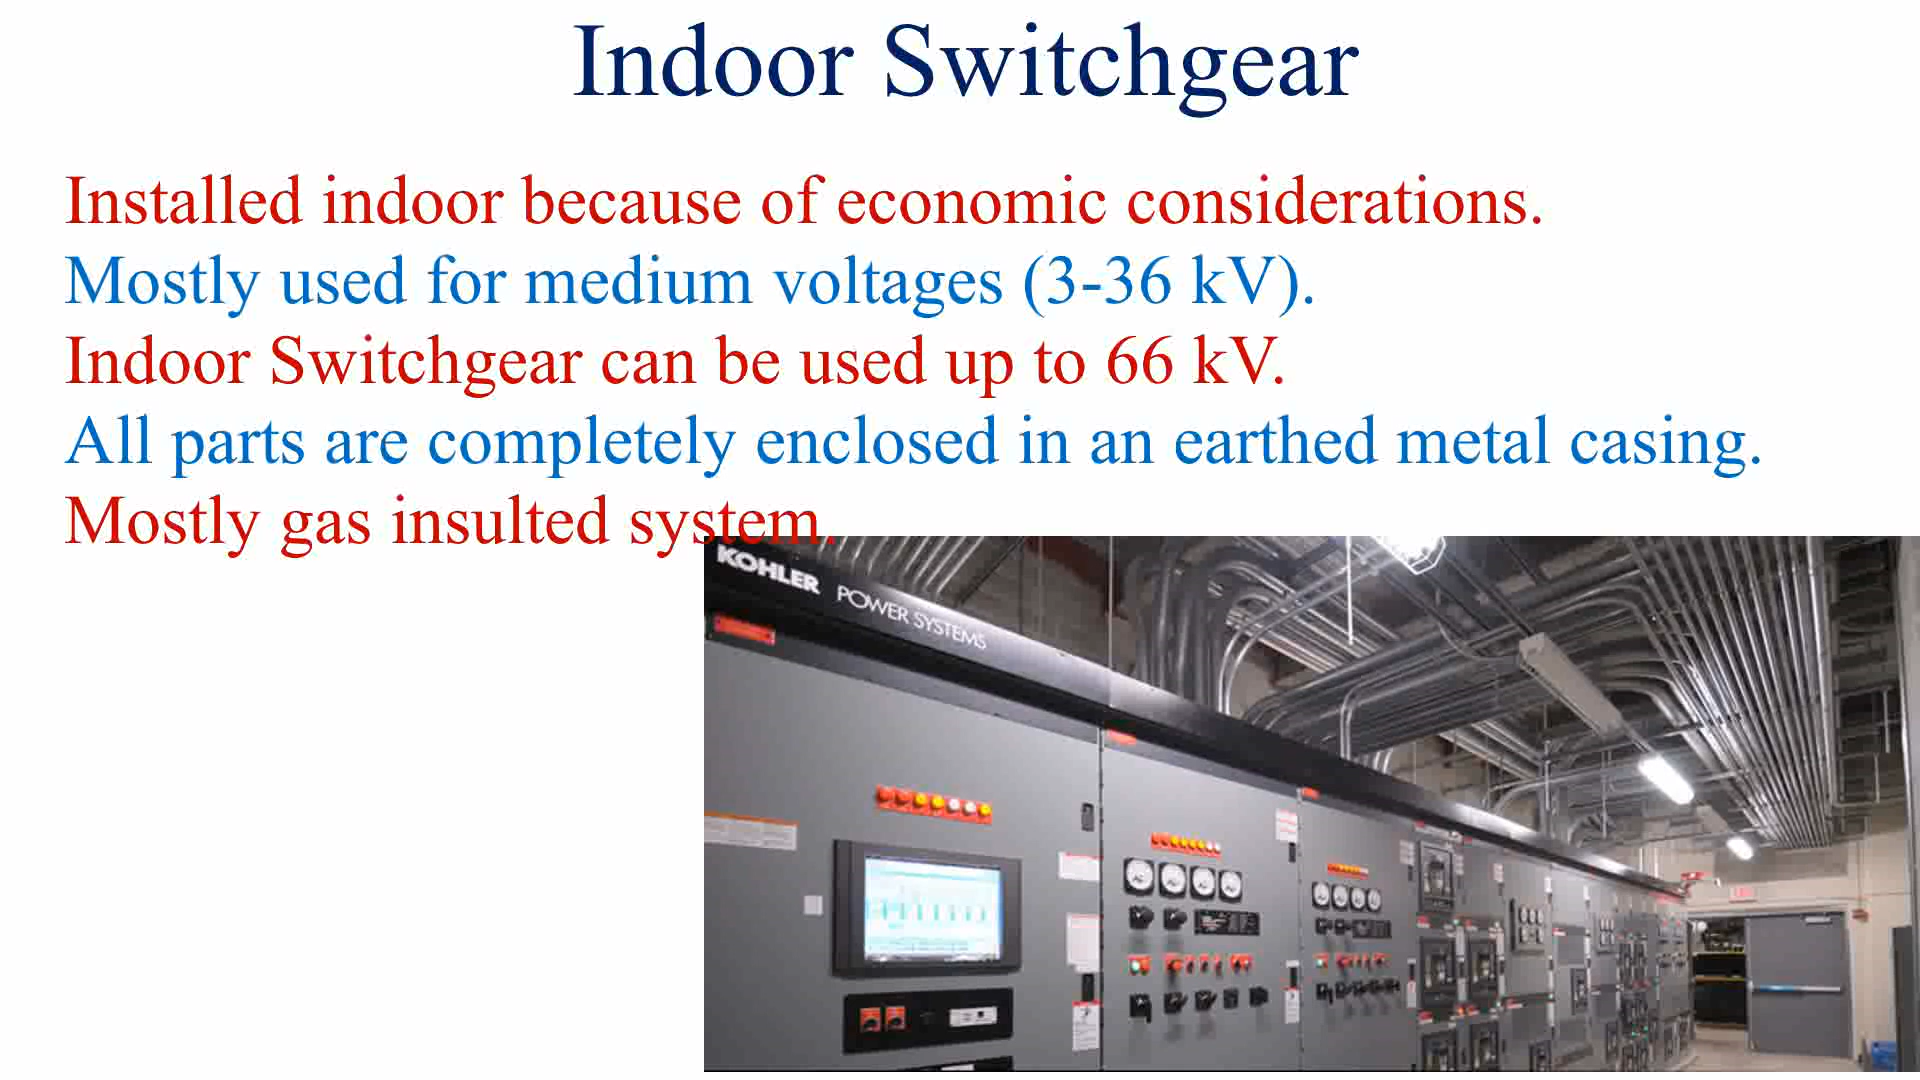 Indoor Switchgear
Installed indoor because of economic considerations.
Mostly used for medium voltages (3-36 kV).
Indoor Switchgear can be used up to 66 kV.
All parts are completely enclosed in an earthed metal casing.
Mostly gas insulted system.
KOHLER POWER SYSTEMS